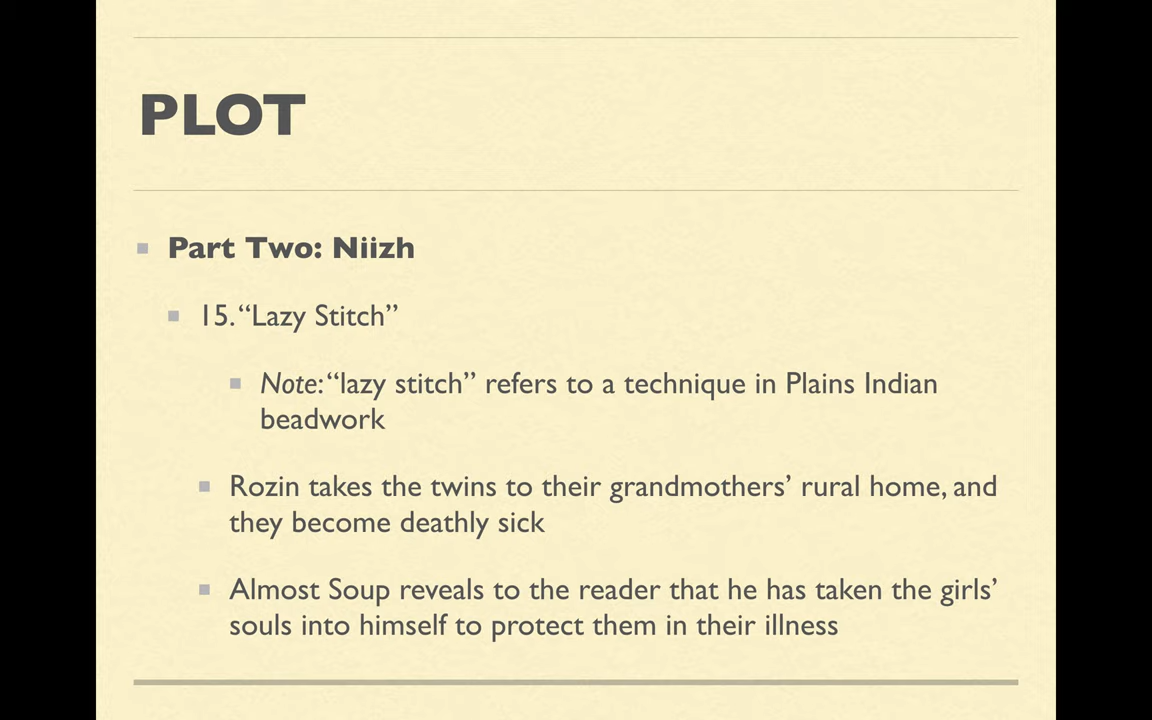 PLOT
Part Two: Niizh
15. “Lazy Stitch”
Note: “lazy stitch” refers to a technique in Plains Indian
beadwork
Rozin takes the twins to their grandmothers’ rural home, and
they become deathly sick
Almost Soup reveals to the reader that he has taken the girls’
souls into himself to protect them in their illness